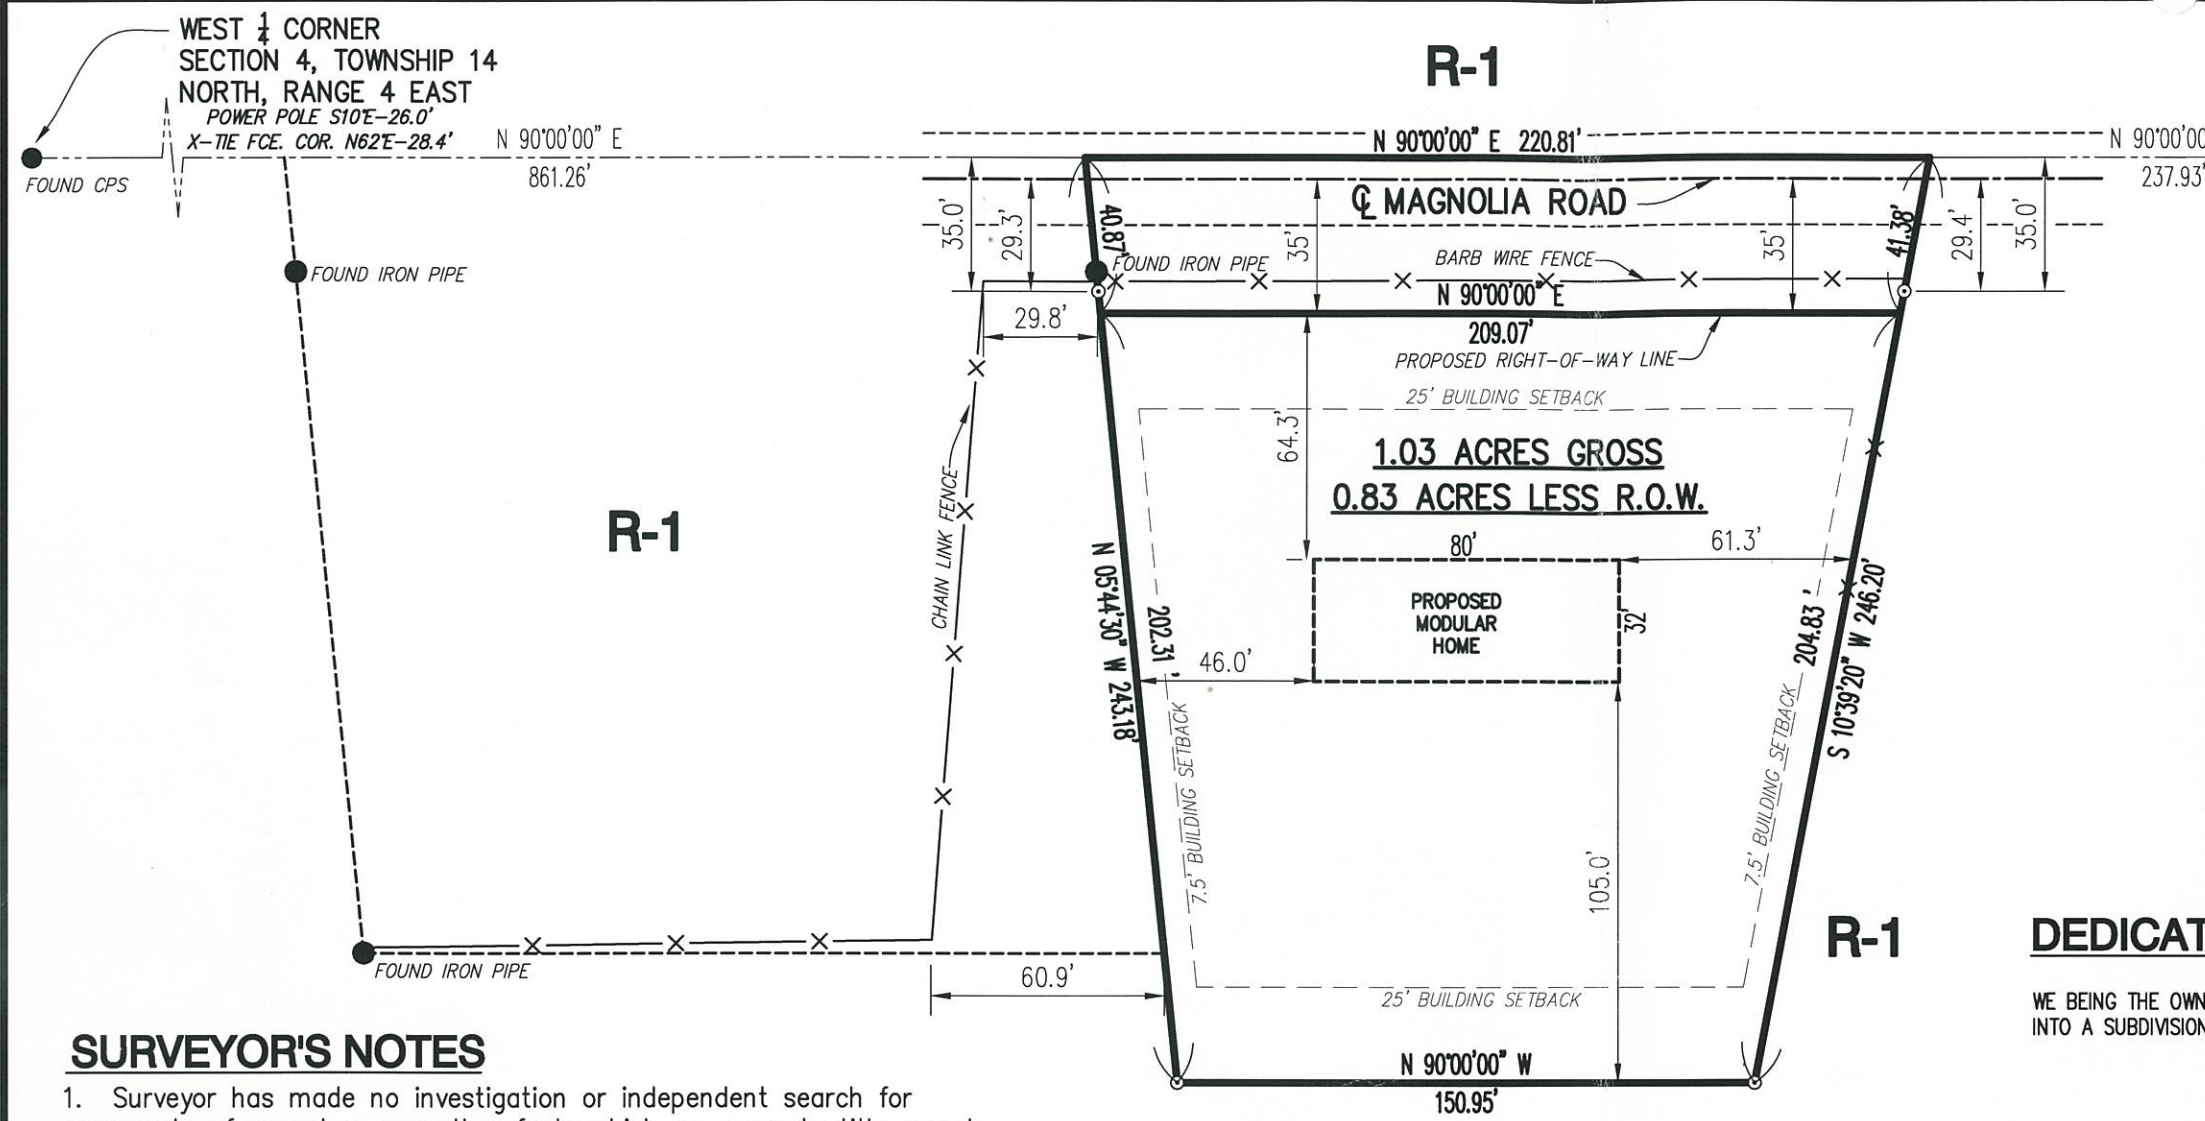 WEST 1/4 CORNER
SECTION 4, TOWNSHIP 14
NORTH, RANGE 4 EAST
POWER POLE S10°E-26.0'
X-TIE FCE. COR. N62°E-28.4'
FOUND CPS
N 90°00'00" E
861.26'
R-1
N 90°00'00" E 220.81'
N 90°00'00
237.93'
℄ MAGNOLIA ROAD
35.0'
29.3'
40.87'
35'
35'
41.38'
29.4'
35.0'
FOUND IRON PIPE
FOUND IRON PIPE
BARB WIRE FENCE
N 90°00'00" E
209.07'
29.8'
PROPOSED RIGHT-OF-WAY LINE
25' BUILDING SETBACK
64.3'
1.03 ACRES GROSS
0.83 ACRES LESS R.O.W.
R-1
CHAIN LINK FENCE
80'
61.3'
PROPOSED
MODULAR
HOME
32'
46.0'
N 05°44'30" W 243.18'
202.31'
204.83'
S 10°39'20" W 246.20'
7.5' BUILDING SETBACK
7.5' BUILDING SETBACK
105.0'
R-1
FOUND IRON PIPE
60.9'
25' BUILDING SETBACK
N 90°00'00" W
150.95'
DEDICAT
WE BEING THE OWN
INTO A SUBDIVISION
SURVEYOR'S NOTES
1. Surveyor has made no investigation or independent search for